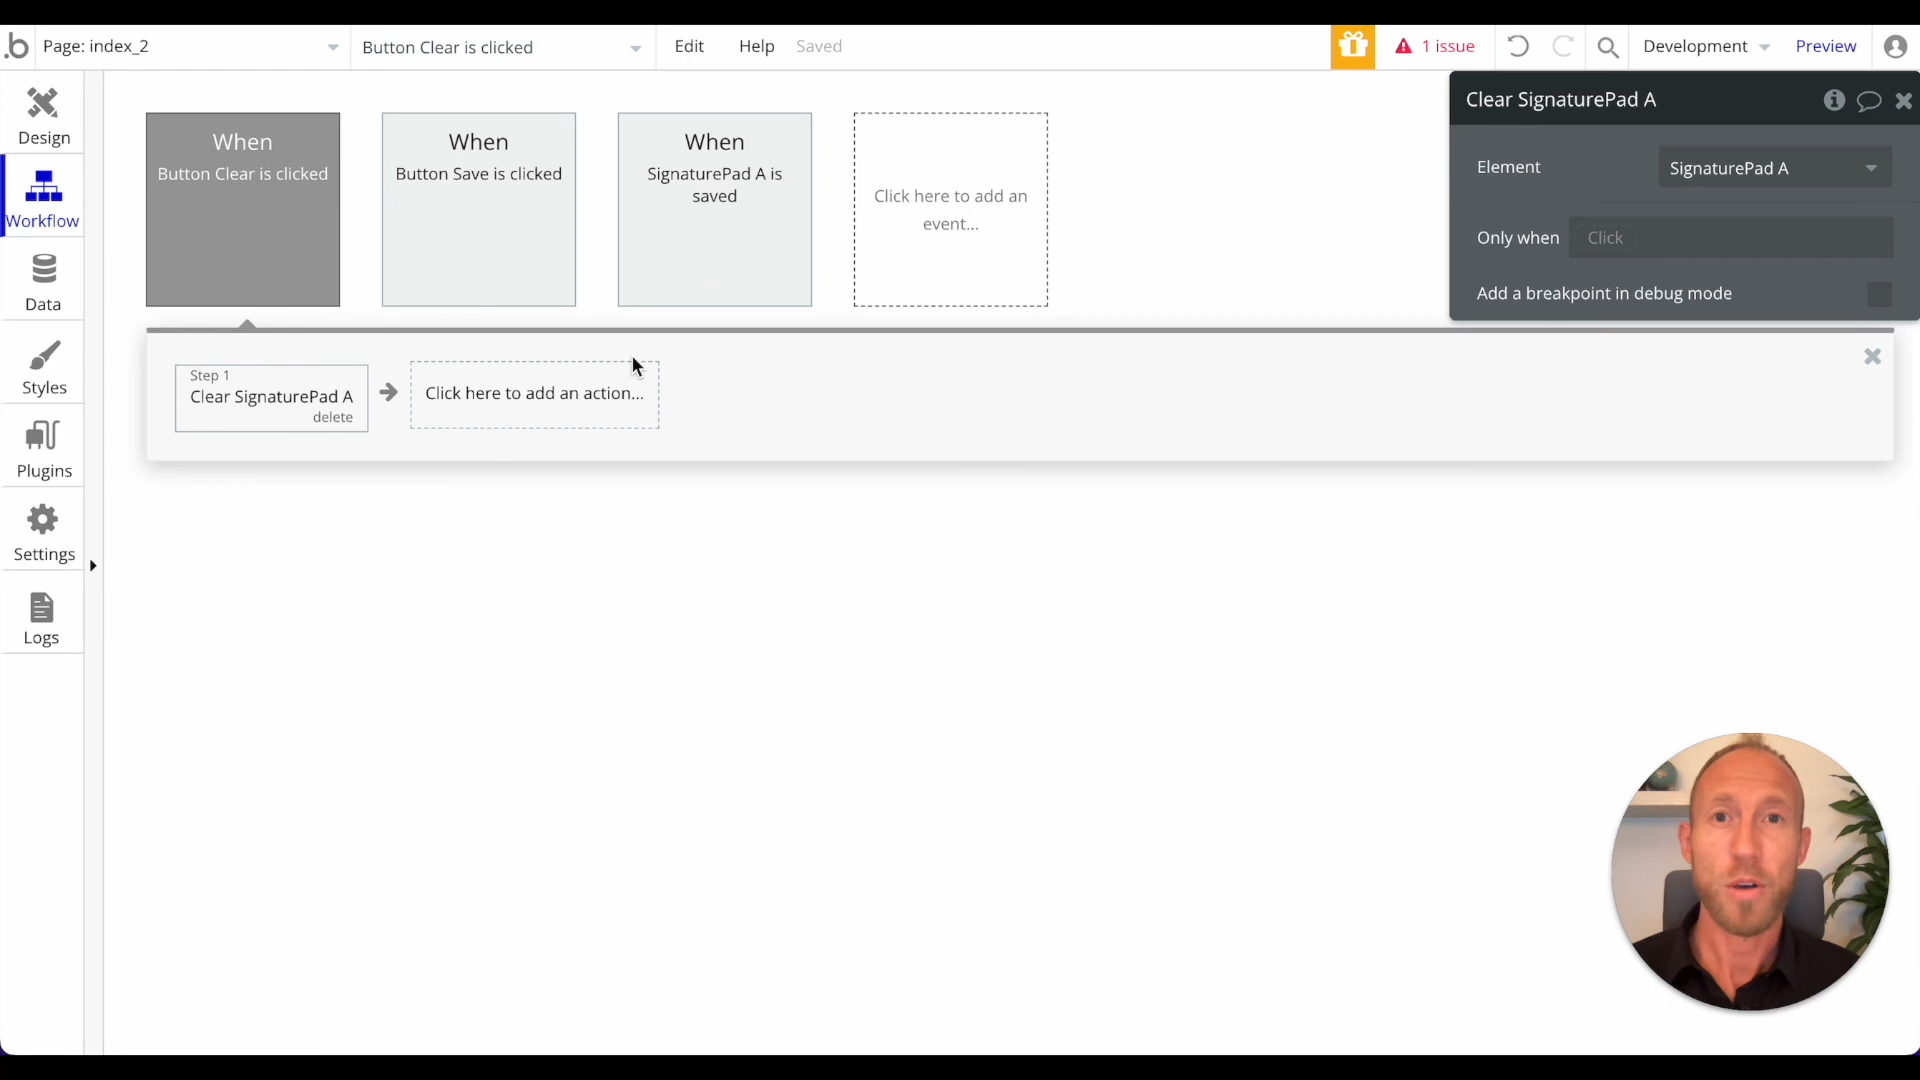 Page: index_2
Button Clear is clicked
Edit
Help
Saved
1 issue
Development
Preview
Design
Workflow
Data
Styles
Plugins
Settings
Logs
When
Button Clear is clicked
When
Button Save is clicked
When
SignaturePad A is
saved
Click here to add an
event...
Clear SignaturePad A
Element
SignaturePad A
Only when
Click
Add a breakpoint in debug mode
Step 1
Clear SignaturePad A
delete
Click here to add an action...